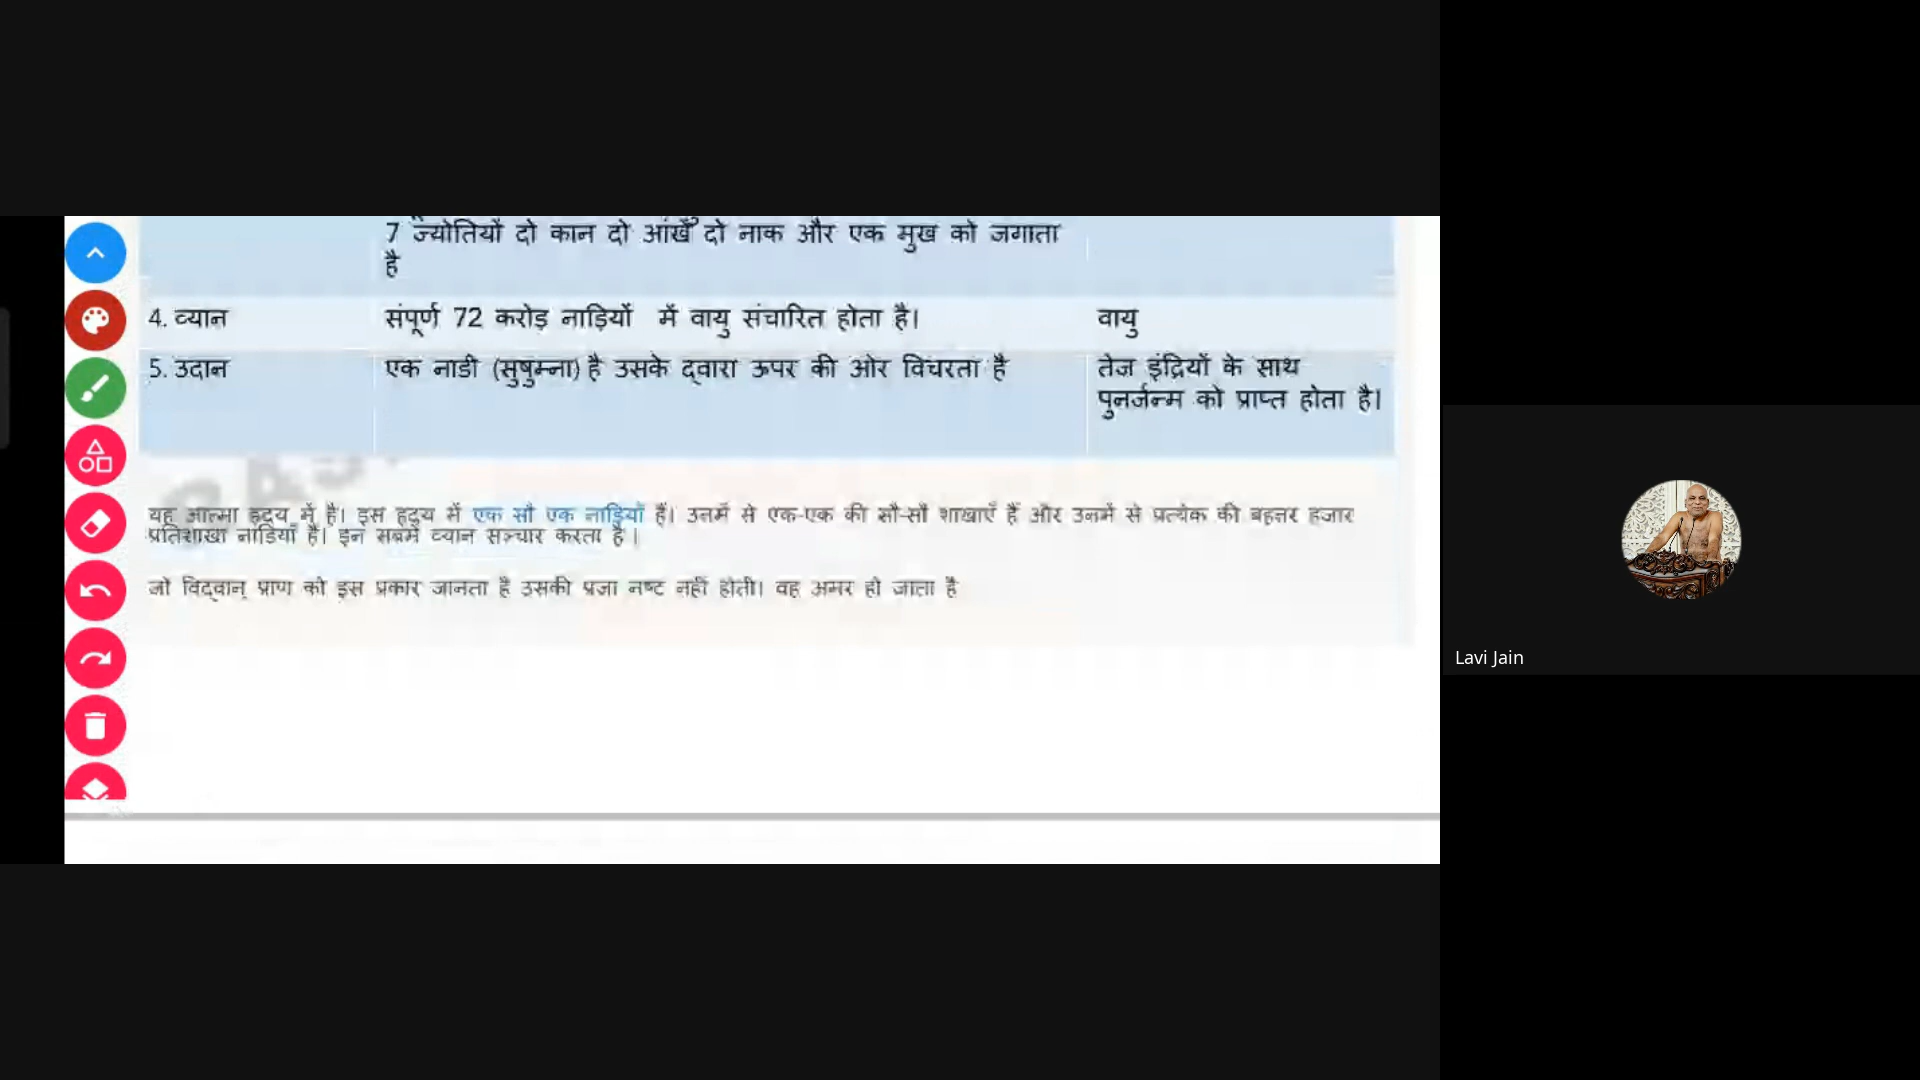 7 ज्योतियों दो कान दो आंखें दो नाक और एक मुख को जगाता
है
4. व्यान
संपूर्ण 72 करोड़ नाड़ियों में वायु संचारित होता है।
वायु
5. उदान
एक नाडी (सुषुम्ना) है उसके द्वारा ऊपर की ओर विचरता है
तेज इंद्रियों के साथ
पुनर्जन्म को प्राप्त होता है।
यह आत्मा हृदय में है। इस हृदय में एक सौ एक नाड़ियाँ हैं। उनमें से एक-एक की सौ-सौ शाखाएँ हैं और उनमें से प्रत्येक की बहत्तर हजार
प्रतिशाखा नाडियाँ हैं। इन सबमें व्यान सञ्चार करता है ।
जो विद्वान् प्राण को इस प्रकार जानता है उसकी प्रजा नष्ट नहीं होती। वह अमर हो जाता है
Lavi Jain